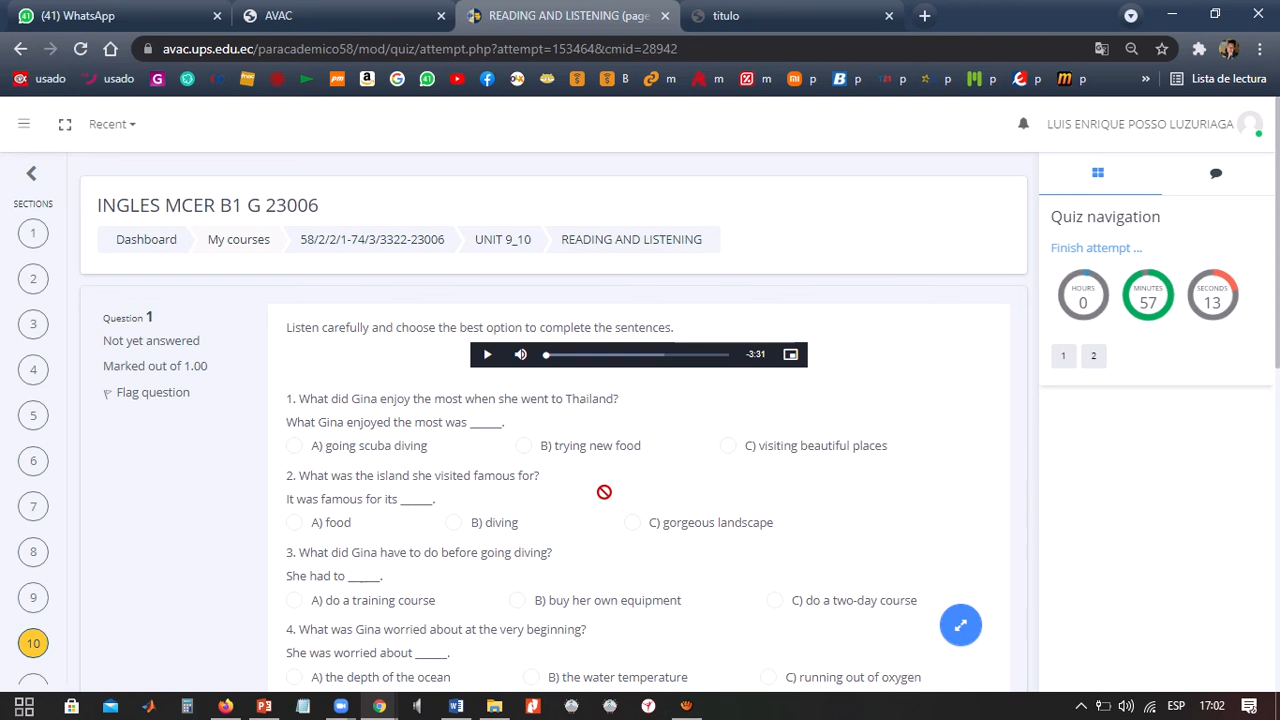 (41) WhatsApp
AVAC
READING AND LISTENING (page
titulo
avac.ups.edu.ec/paracademico58/mod/quiz/attempt.php?attempt=153464&cmid=28942
usado usado B m m p p p p p p p » Lista de lectura
Recent
LUIS ENRIQUE POSSO LUZURIAGA
SECTIONS
1
2
3
4
5
6
7
8
9
10
INGLES MCER B1 G 23006
Dashboard My courses 58/2/2/1-74/3/3322-23006 UNIT 9_10 READING AND LISTENING
Question 1
Not yet answered
Marked out of 1.00
Flag question
Listen carefully and choose the best option to complete the sentences.
-3:31
1. What did Gina enjoy the most when she went to Thailand?
What Gina enjoyed the most was ______.
A) going scuba diving B) trying new food C) visiting beautiful places
2. What was the island she visited famous for?
It was famous for its ______.
A) food B) diving C) gorgeous landscape
3. What did Gina have to do before going diving?
She had to ______.
A) do a training course B) buy her own equipment C) do a two-day course
4. What was Gina worried about at the very beginning?
She was worried about ______.
A) the depth of the ocean B) the water temperature C) running out of oxygen
Quiz navigation
Finish attempt ...
HOURS
0
MINUTES
57
SECONDS
13
1 2
ESP 17:02